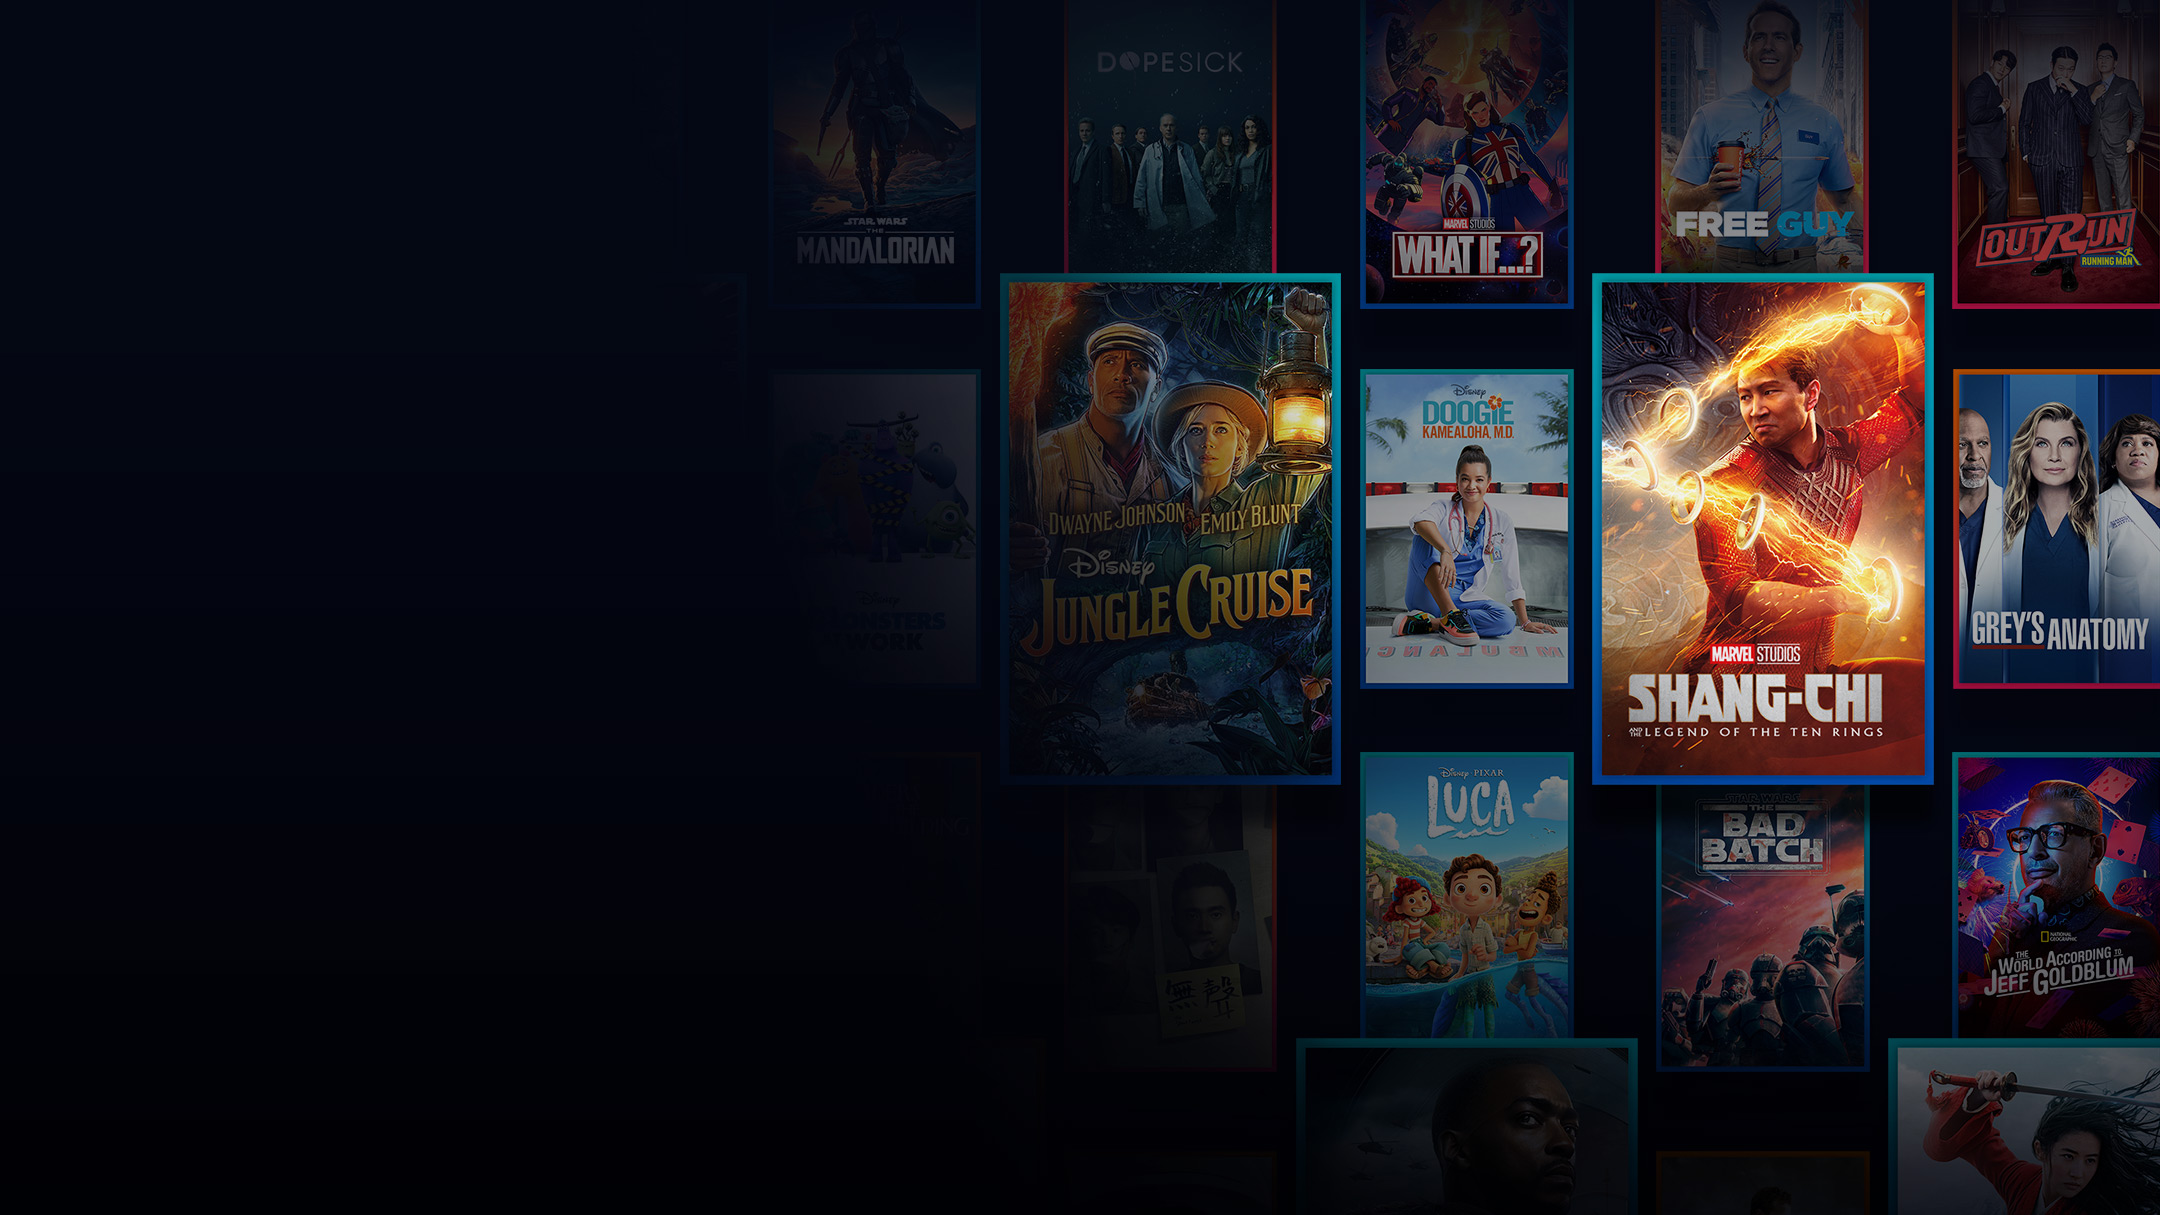 STAR WARS
THE
MANDALORIAN
DOPESICK
MARVEL STUDIOS
WHAT IF...?
FREE GUY
OUTRUN
RUNNING MAN
Disney
MONSTERS
WORK
DWAYNE JOHNSON EMILY BLUNT
Disney
JUNGLE CRUISE
Disney
DOOGIE
KAMEALOHA, M.D.
MARVEL STUDIOS
SHANG-CHI
AND THE LEGEND OF THE TEN RINGS
GREY'S ANATOMY
無聲
Disney PIXAR
LUCA
STAR WARS
THE
BAD
BATCH
NATIONAL
GEOGRAPHIC
THE
WORLD ACCORDING TO
JEFF GOLDBLUM